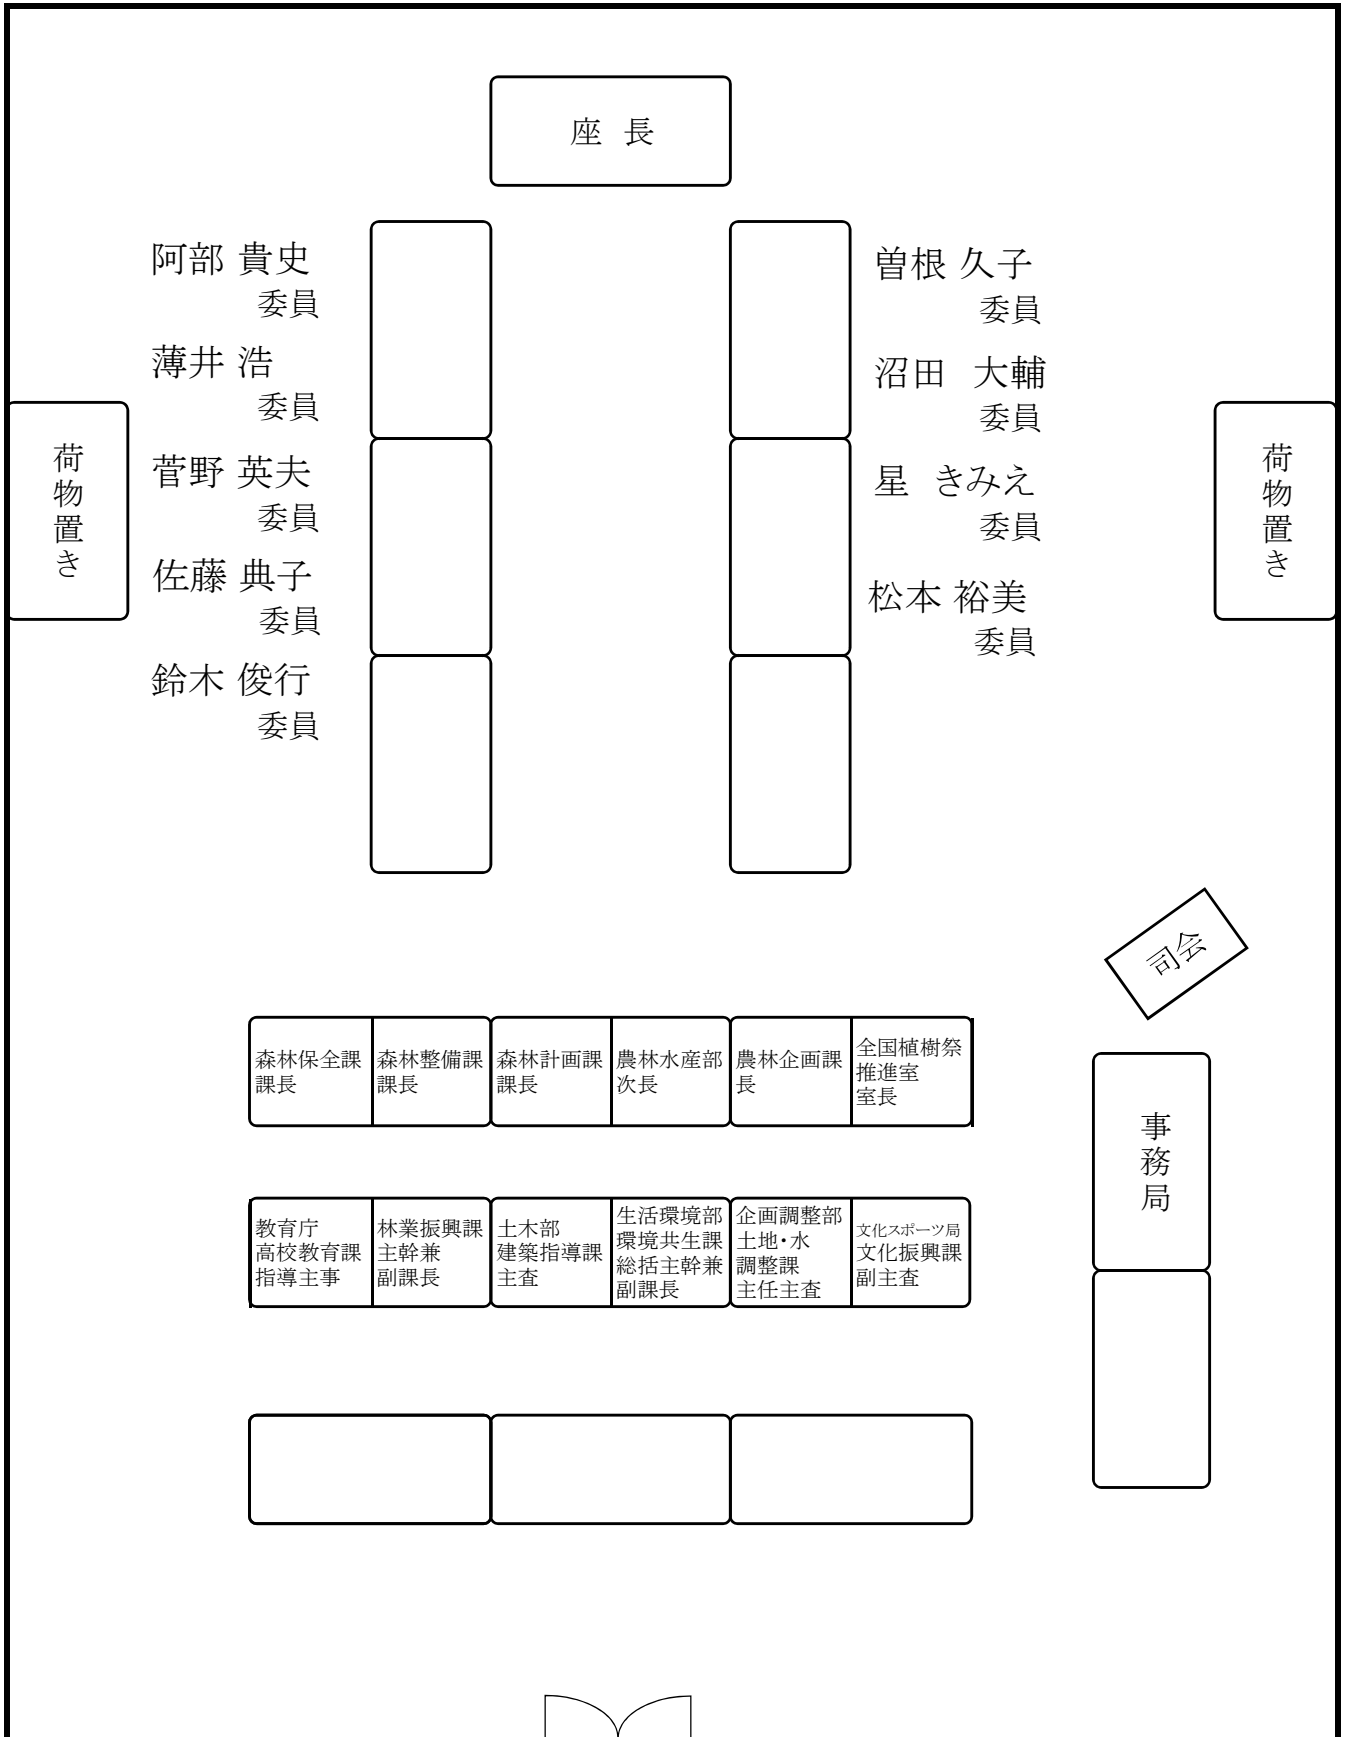 座 長
阿部 貴史
委員
薄井 浩
委員
菅野 英夫
委員
佐藤 典子
委員
鈴木 俊行
委員
曽根 久子
委員
沼田 大輔
委員
星 きみえ
委員
松本 裕美
委員
荷物置き
荷物置き
司会
森林保全課
課長
森林整備課
課長
森林計画課
課長
農林水産部
次長
農林企画課
長
全国植樹祭
推進室
室長
事務局
教育庁
高校教育課
指導主事
林業振興課
主幹兼
副課長
土木部
建築指導課
主査
生活環境部
環境共生課
総括主幹兼
副課長
企画調整部
土地・水
調整課
主任主査
文化スポーツ局
文化振興課
副主査